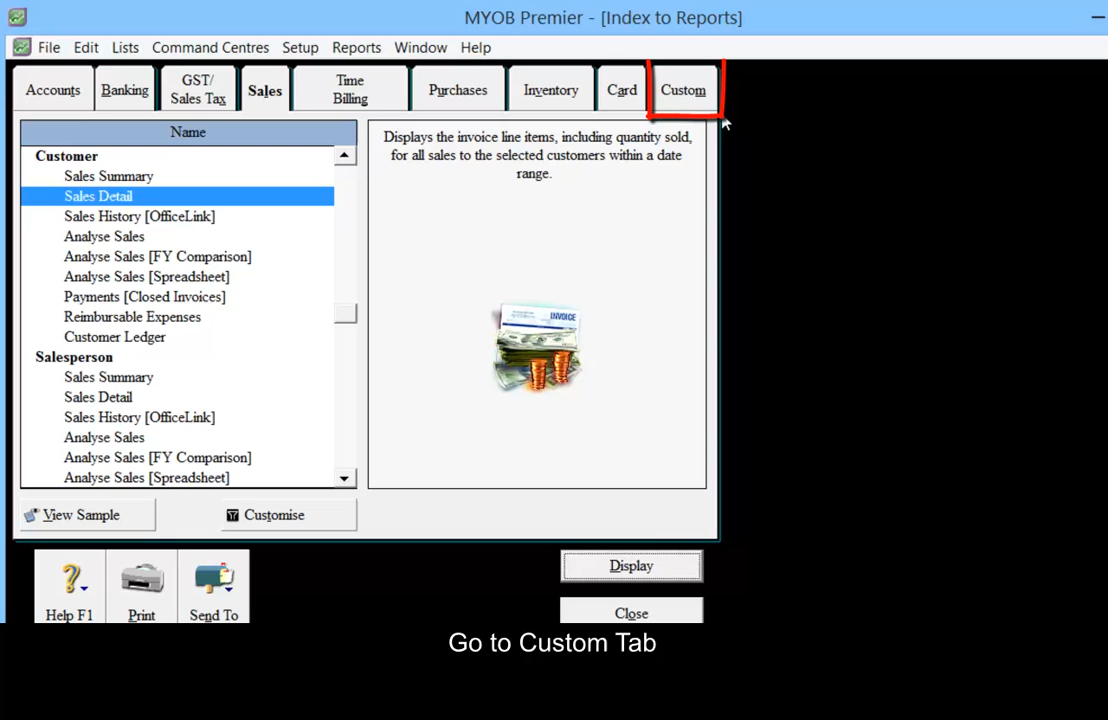 MYOB Premier - [Index to Reports]
File Edit Lists Command Centres Setup Reports Window Help
Accounts
Banking
GST/
Sales Tax
Sales
Time
Billing
Purchases
Inventory
Card
Custom
Name
Customer
Sales Summary
Sales Detail
Sales History [OfficeLink]
Analyse Sales
Analyse Sales [FY Comparison]
Analyse Sales [Spreadsheet]
Payments [Closed Invoices]
Reimbursable Expenses
Customer Ledger
Salesperson
Sales Summary
Sales Detail
Sales History [OfficeLink]
Analyse Sales
Analyse Sales [FY Comparison]
Analyse Sales [Spreadsheet]
Displays the invoice line items, including quantity sold,
for all sales to the selected customers within a date
range.
INVOICE
View Sample
Customise
Help F1
Print
Send To
Display
Close
Go to Custom Tab